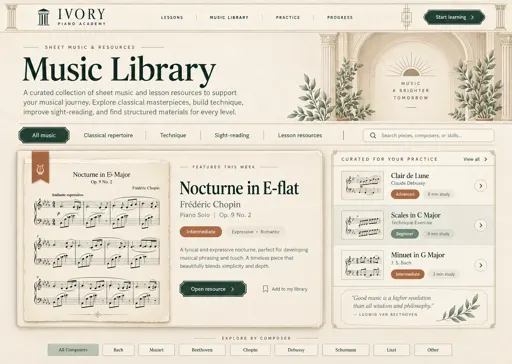 IVORY
PIANO ACADEMY
LESSONS
MUSIC LIBRARY
PRACTICE
PROGRESS
Start learning
SHEET MUSIC & RESOURCES
Music Library
A curated collection of sheet music and lesson resources to support
your musical journey. Explore classical masterpieces, build technique,
improve sight-reading, and find structured materials for every level.
MUSIC
A BRIGHTER
TOMORROW
All music
Classical repertoire
Technique
Sight-reading
Lesson resources
Search pieces, composers, or skills..
Nocturne in E♭ Major
Op. 9 No. 2
Frédéric Chopin
Andante espressivo
FEATURED THIS WEEK
Nocturne in E-flat
Frédéric Chopin
Piano Solo | Op. 9 No. 2
Intermediate
Expressive • Romantic
A lyrical and expressive nocturne, perfect for developing
musical phrasing and touch. A timeless piece that
beautifully blends simplicity and depth.
Open resource
Add to my library
CURATED FOR YOUR PRACTICE
View all
Clair de Lune
Claude Debussy
Advanced
8 min study
Scales in C Major
Technique Exercise
Beginner
Minuet in G Major
J. S. Bach
Intermediate
3 min study
"Good music is a higher revelation
than all wisdom and philosophy."
— LUDWIG VAN BEETHOVEN
EXPLORE BY COMPOSER
All Composers
Bach
Mozart
Beethoven
Chopin
Debussy
Schumann
Liszt
Other